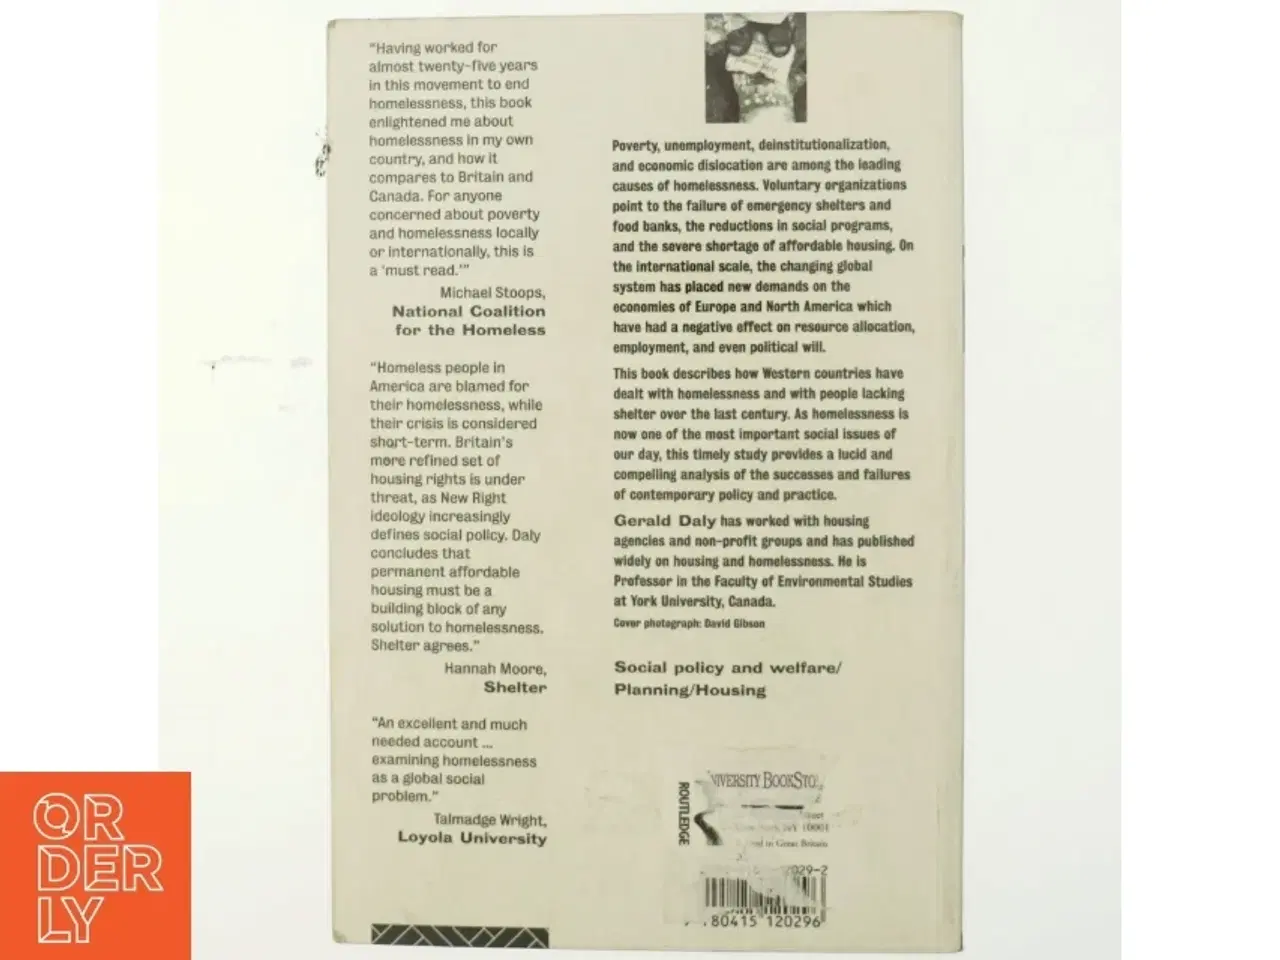 "Having worked for
almost twenty-five years
in this movement to end
homelessness, this book
enlightened me about
homelessness in my own
country, and how it
compares to Britain and
Canada. For anyone
concerned about poverty
and homelessness locally
or internationally, this is
a 'must read.'"
Michael Stoops,
National Coalition
for the Homeless
"Homeless people in
America are blamed for
their homelessness, while
their crisis is considered
short-term. Britain's
more refined set of
housing rights is under
threat, as New Right
ideology increasingly
defines social policy. Daly
concludes that
permanent affordable
housing must be a
building block of any
solution to homelessness.
Shelter agrees."
Hannah Moore,
Shelter
"An excellent and much
needed account ...
examining homelessness
as a global social
problem."
Talmadge Wright,
Loyola University
Poverty, unemployment, deinstitutionalization,
and economic dislocation are among the leading
causes of homelessness. Voluntary organizations
point to the failure of emergency shelters and
food banks, the reductions in social programs,
and the severe shortage of affordable housing. On
the international scale, the changing global
system has placed new demands on the
economies of Europe and North America which
have had a negative effect on resource allocation,
employment, and even political will.
This book describes how Western countries have
dealt with homelessness and with people lacking
shelter over the last century. As homelessness is
now one of the most important social issues of
our day, this timely study provides a lucid and
compelling analysis of the successes and failures
of contemporary policy and practice.
Gerald Daly has worked with housing
agencies and non-profit groups and has published
widely on housing and homelessness. He is
Professor in the Faculty of Environmental Studies
at York University, Canada.
Cover photograph: David Gibson
Social policy and welfare/
Planning/Housing
ROUTLEDGE
10001
in Great Britain
029-2
80415 120296
OR
DER
LY